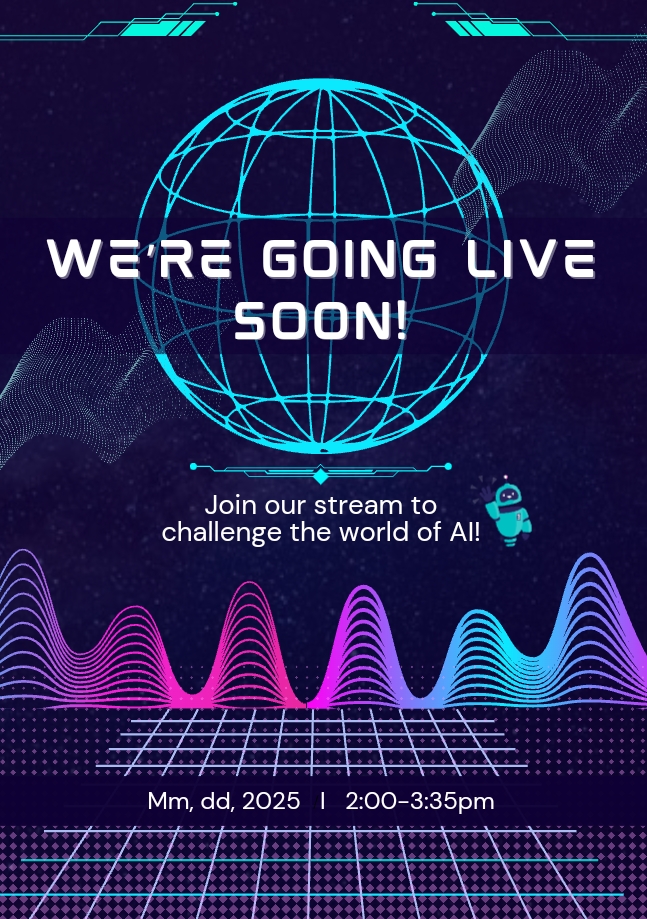 WE'RE GOING LIVE
SOON!
Join our stream to
challenge the world of AI!
Mm, dd, 2025 | 2:00-3:35pm